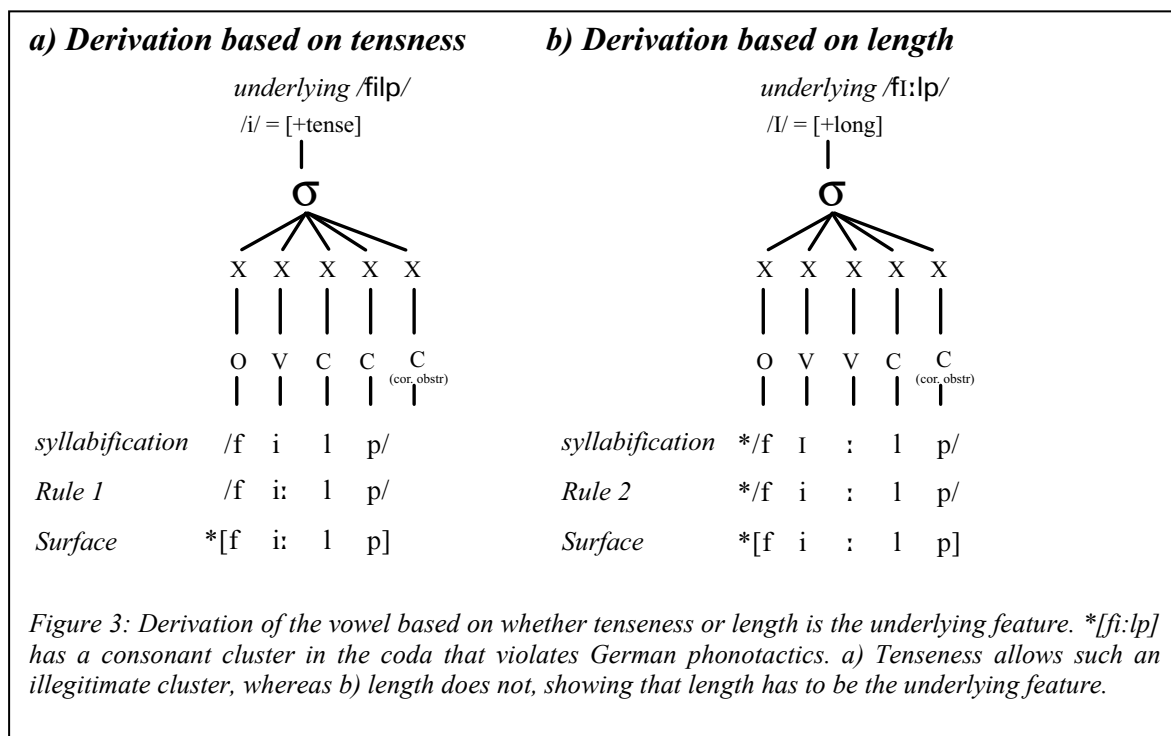 a) Derivation based on tensness
b) Derivation based on length
underlying /filp/
underlying /fɪːlp/
/i/ = [+tense]
/I/ = [+long]
σ
σ
X X X X X
X X X X X
O V C C C
(cor. obstr)
O V V C C
(cor. obstr)
syllabification /f i l p/
syllabification */f ɪ ː l p/
Rule 1 /f iː l p/
Rule 2 */f i ː l p/
Surface *[f iː l p]
Surface *[f i ː l p]
Figure 3: Derivation of the vowel based on whether tenseness or length is the underlying feature. *[fi:lp]
has a consonant cluster in the coda that violates German phonotactics. a) Tenseness allows such an
illegitimate cluster, whereas b) length does not, showing that length has to be the underlying feature.